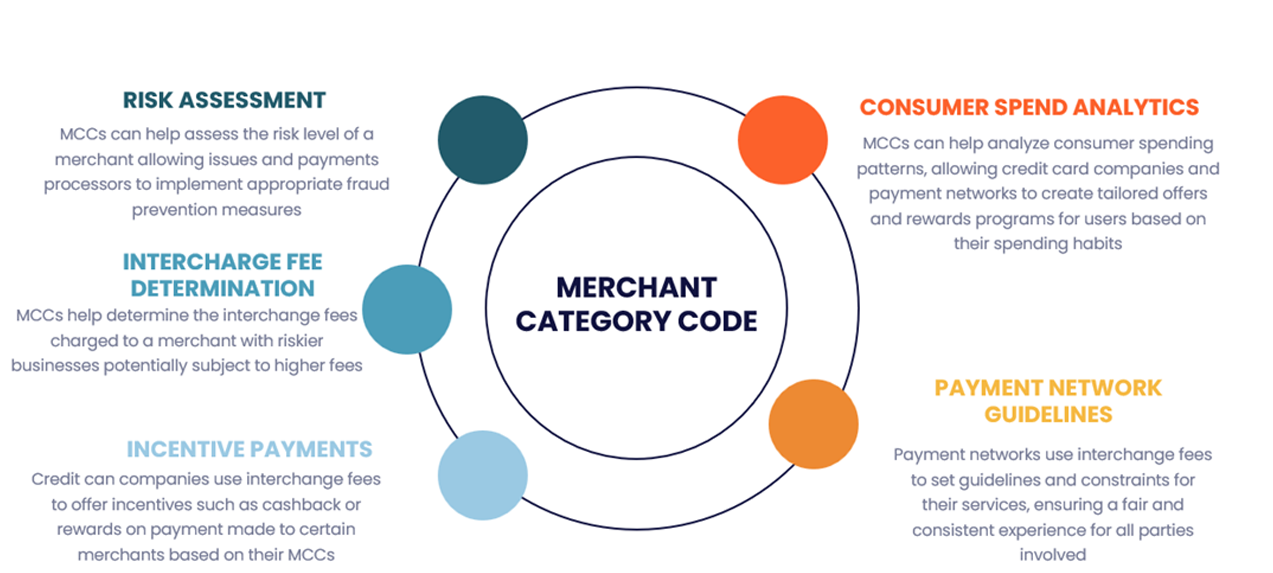 RISK ASSESSMENT
MCCs can help assess the risk level of a
merchant allowing issues and payments
processors to implement appropriate fraud
prevention measures
INTERCHARGE FEE
DETERMINATION
MCCs help determine the interchange fees
charged to a merchant with riskier
businesses potentially subject to higher fees
INCENTIVE PAYMENTS
Credit can companies use interchange fees
to offer incentives such as cashback or
rewards on payment made to certain
merchants based on their MCCs
MERCHANT
CATEGORY CODE
CONSUMER SPEND ANALYTICS
MCCs can help analyze consumer spending
patterns, allowing credit card companies and
payment networks to create tailored offers
and rewards programs for users based on
their spending habits
PAYMENT NETWORK
GUIDELINES
Payment networks use interchange fees
to set guidelines and constraints for
their services, ensuring a fair and
consistent experience for all parties
involved